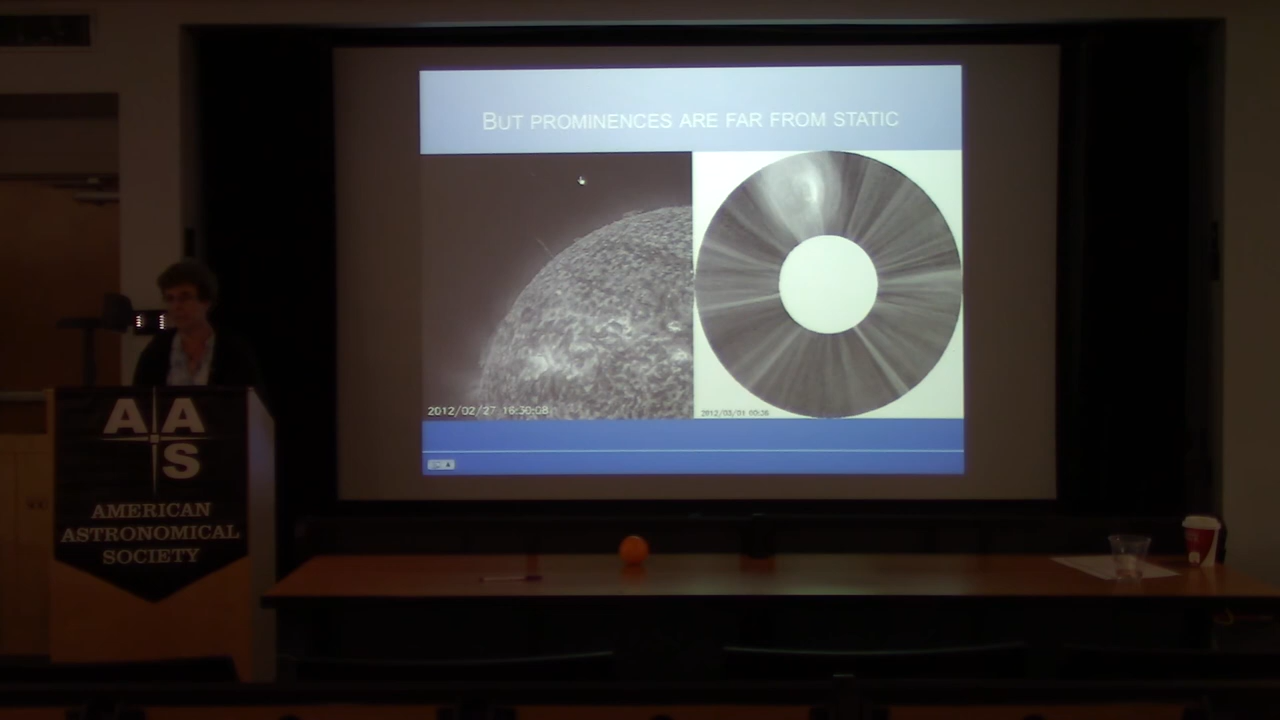 BUT PROMINENCES ARE FAR FROM STATIC
2012/02/27 16:30:08
2012/03/01 00:36
AAS
AMERICAN
ASTRONOMICAL
SOCIETY